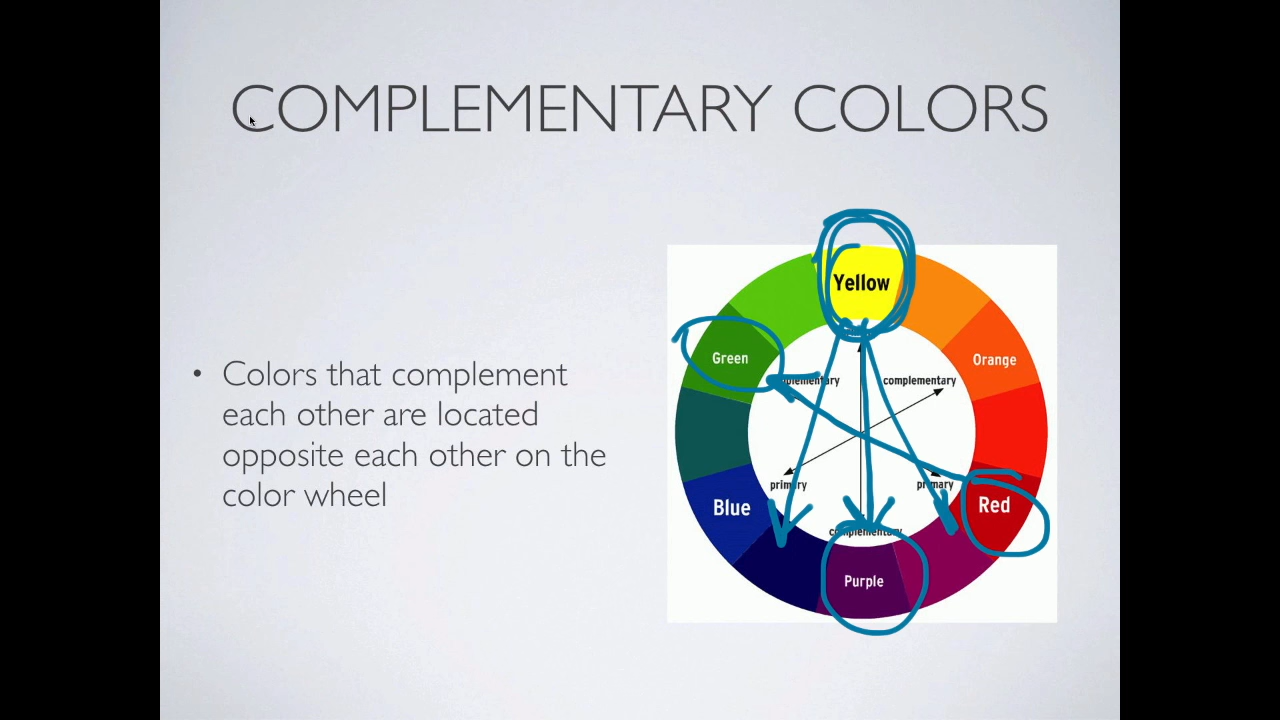 COMPLEMENTARY COLORS
• Colors that complement
each other are located
opposite each other on the
color wheel
Yellow
Green
Orange
complementary
primary
primary
Blue
Red
complementary
Purple